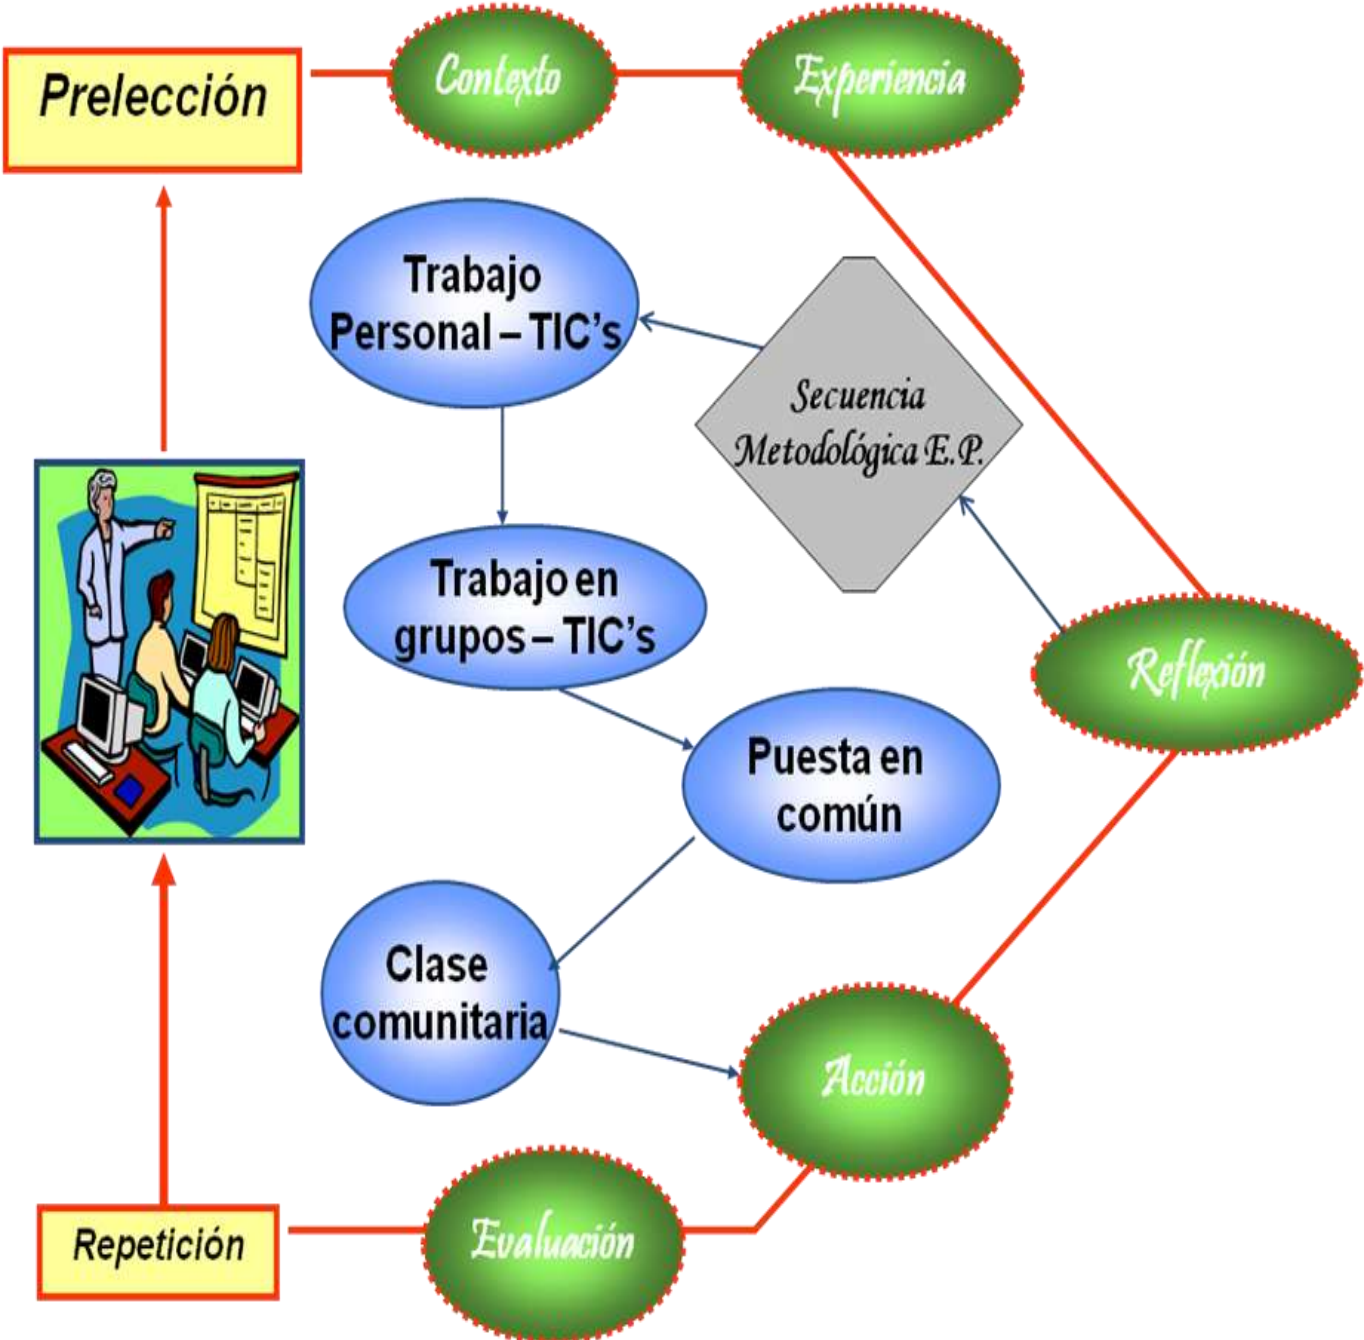 Prelección
Contexto
Experiencia
Trabajo
Personal – TIC's
Secuencia
Metodológica E.P.
Trabajo en
grupos – TIC's
Reflexión
Puesta en
común
Clase
comunitaria
Acción
Evaluación
Repetición